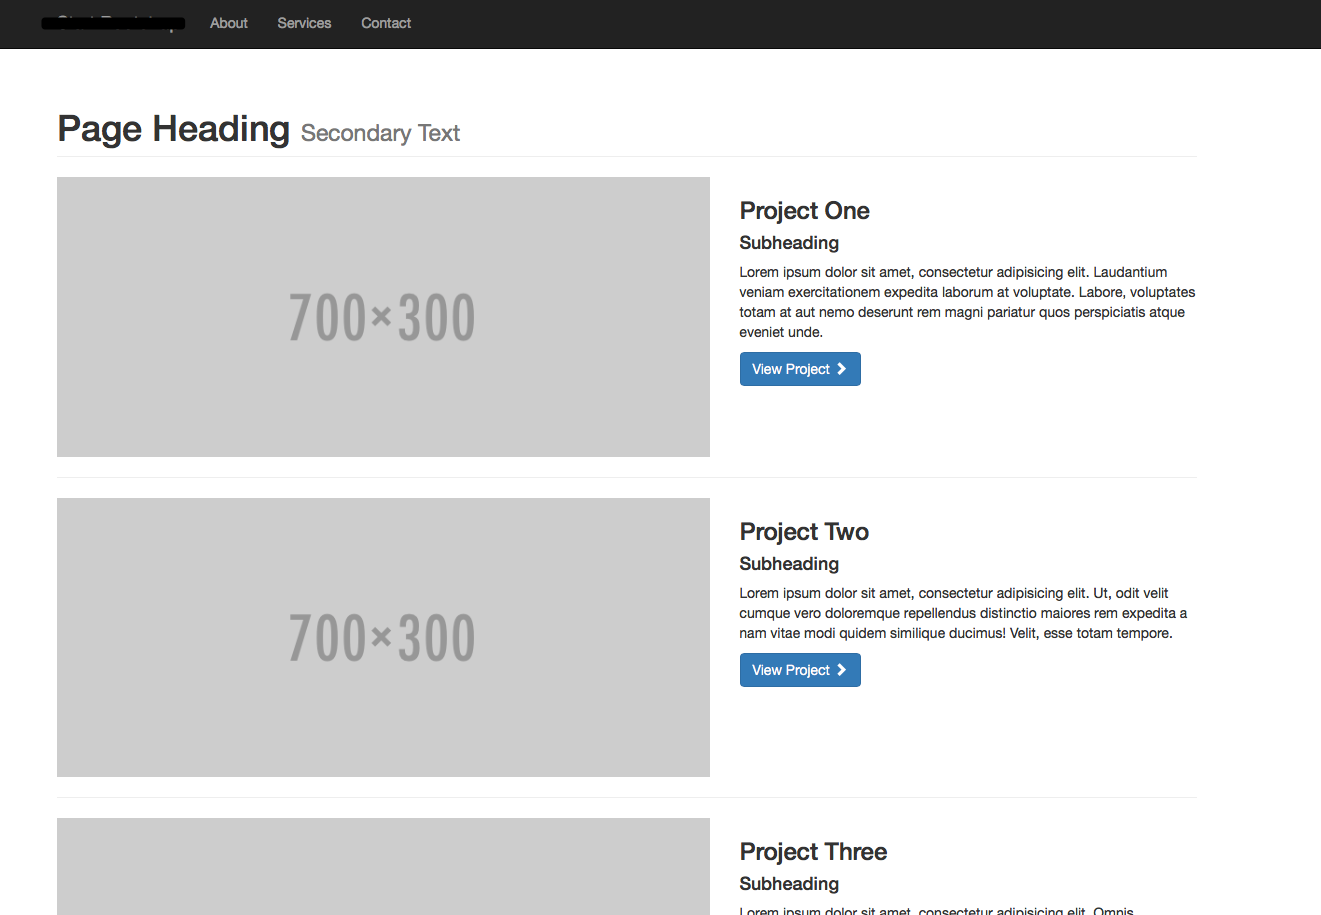 About Services Contact
Page Heading Secondary Text
700×300
Project One
Subheading
Lorem ipsum dolor sit amet, consectetur adipisicing elit. Laudantium
veniam exercitationem expedita laborum at voluptate. Labore, voluptates
totam at aut nemo deserunt rem magni pariatur quos perspiciatis atque
eveniet unde.
View Project
700×300
Project Two
Subheading
Lorem ipsum dolor sit amet, consectetur adipisicing elit. Ut, odit velit
cumque vero doloremque repellendus distinctio maiores rem expedita a
nam vitae modi quidem similique ducimus! Velit, esse totam tempore.
View Project
Project Three
Subheading
Lorem ipsum dolor sit amet, consectetur adipisicing elit. Omnis